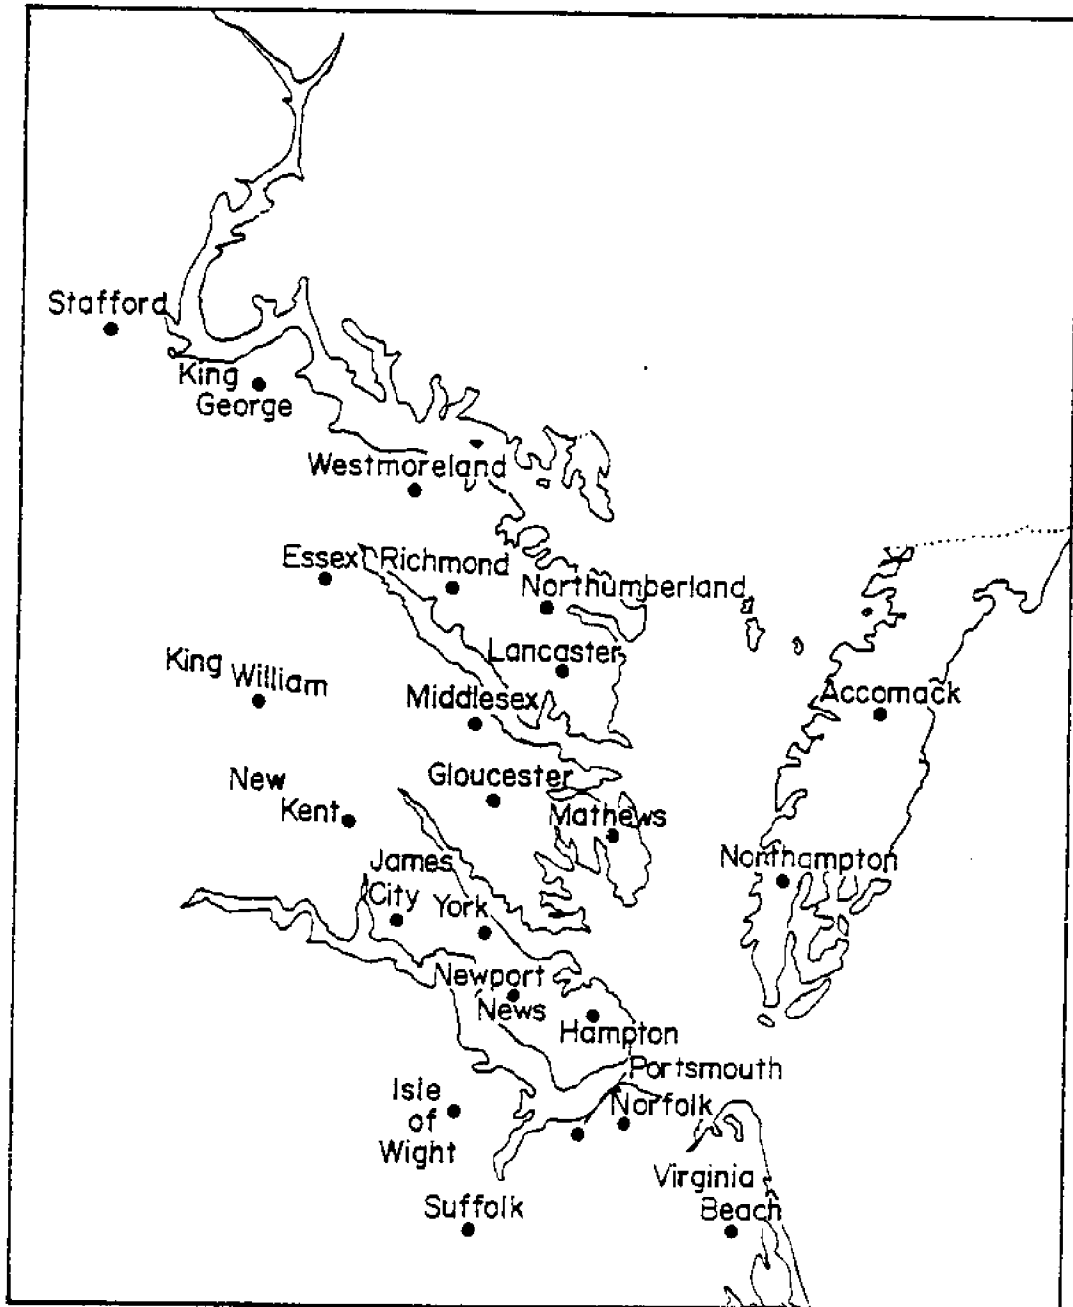 Stafford
King
George
Westmoreland
Essex
Richmond
Northumberland
Lancaster
King William
Middlesex
Accomack
New
Kent
Gloucester
Mathews
James
City
York
Northampton
Newport
News
Hampton
Portsmouth
Norfolk
Isle
of
Wight
Virginia
Beach
Suffolk